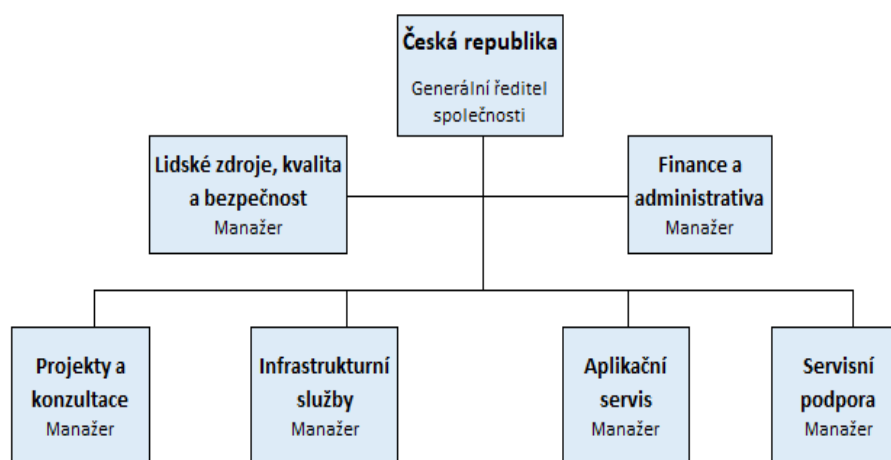 Česká republika
Generální ředitel
společnosti
Lidské zdroje, kvalita
a bezpečnost
Manažer
Finance a
administrativa
Manažer
Projekty a
konzultace
Manažer
Infrastrukturní
služby
Manažer
Aplikační
servis
Manažer
Servisní
podpora
Manažer